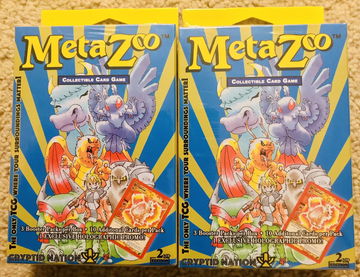 MetaZoo™
COLLECTIBLE CARD GAME
THE ONLY TCG WHERE YOUR SURROUNDINGS MATTER!
3 Booster Packs per Box • 10 Additional Cards per Pack
1 EXCLUSIVE HOLOGRAPHIC PROMO!
CRYPTID NATION
MetaZoo™
COLLECTIBLE CARD GAME
THE ONLY TCG WHERE YOUR SURROUNDINGS MATTER!
3 Booster Packs per Box • 10 Additional Cards per Pack
1 EXCLUSIVE HOLOGRAPHIC PROMO!
CRYPTID NATION